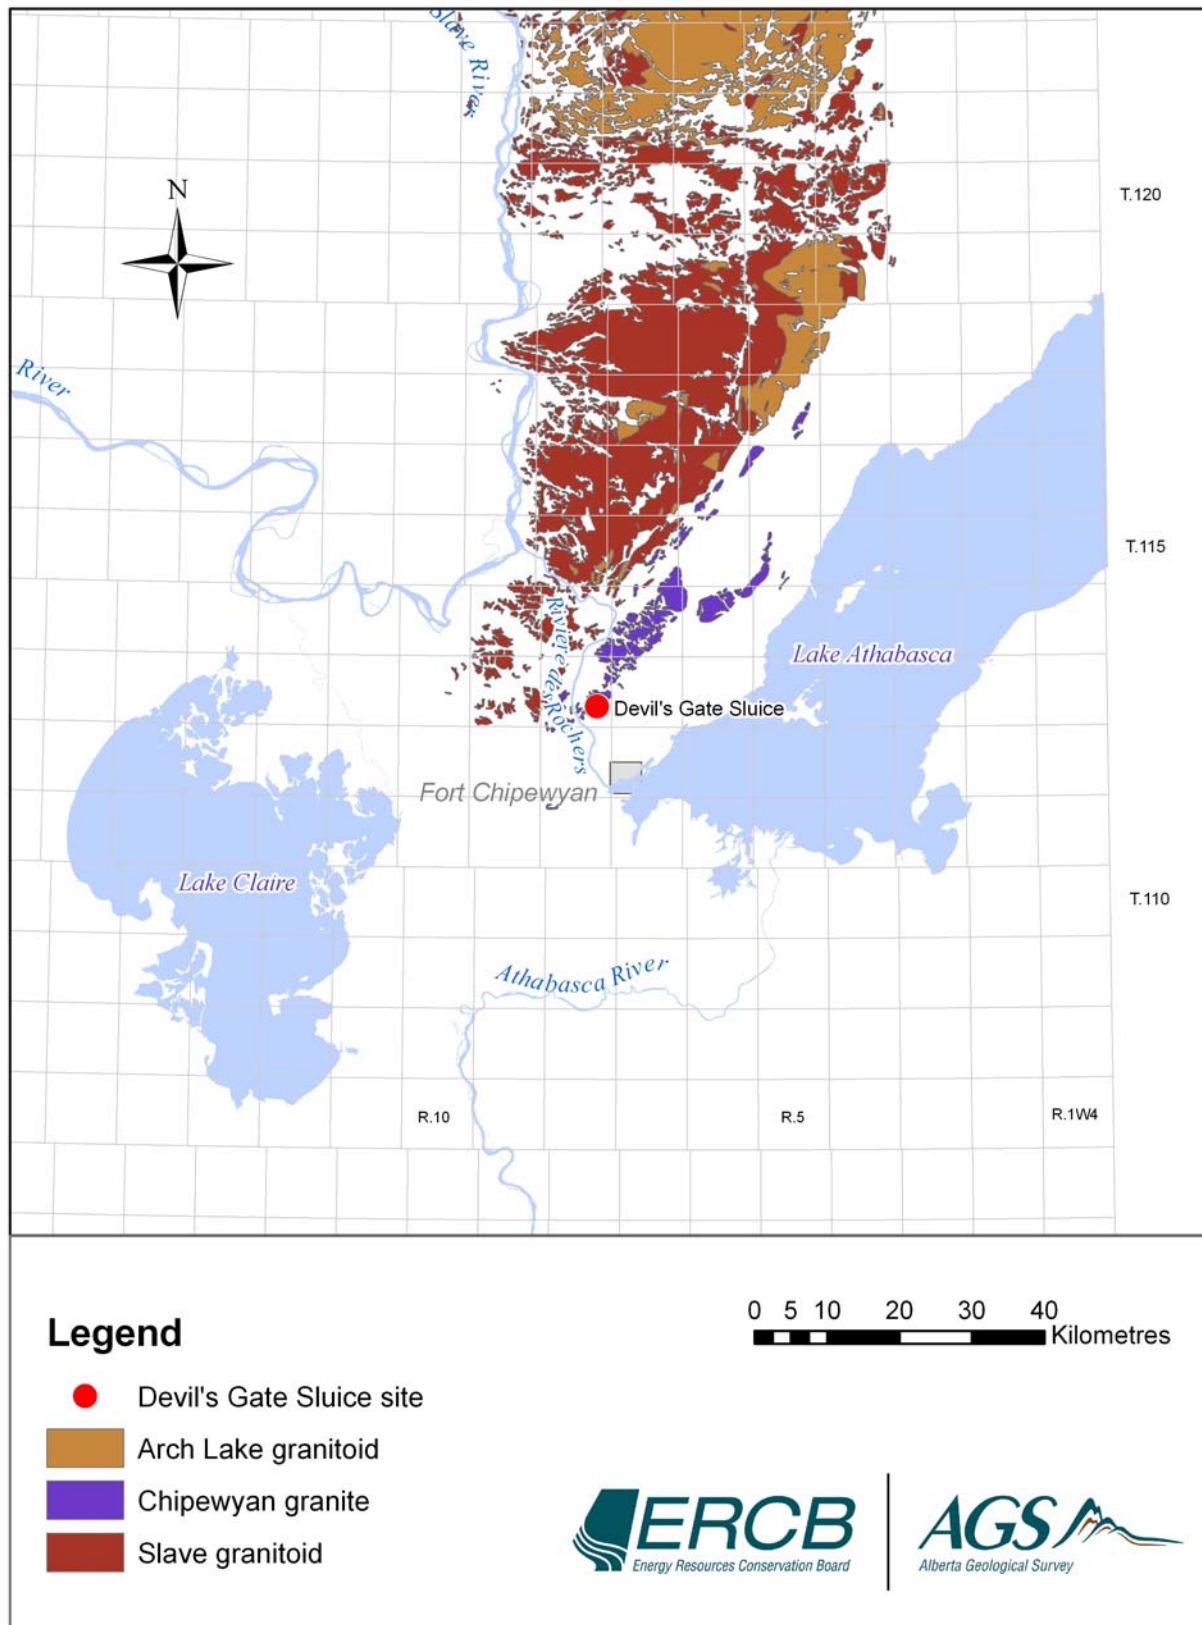 Slave River
N
T.120
River
T.115
Lake Athabasca
Rivière des Rochers
Devil's Gate Sluice
Fort Chipewyan
Lake Claire
T.110
Athabasca River
R.10
R.5
R.1W4
Legend
0 5 10 20 30 40
Kilometres
Devil's Gate Sluice site
Arch Lake granitoid
Chipewyan granite
Slave granitoid
ERCB
Energy Resources Conservation Board
AGS
Alberta Geological Survey